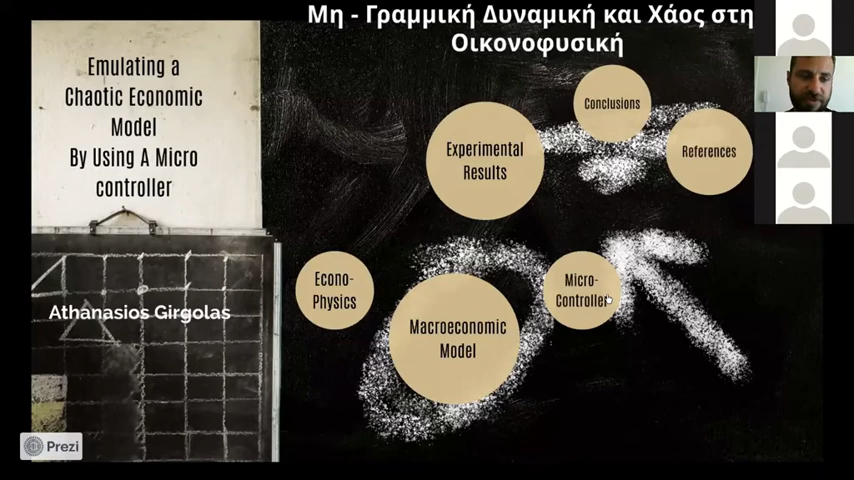 Μη - Γραμμική Δυναμική και Χάος στη
Οικονοφυσική
Emulating a
Chaotic Economic
Model
By Using A Micro
controller
Athanasios Girgolas
Conclusions
Experimental
Results
References
Econo-
Physics
Macroeconomic
Model
Micro-
Controller
Prezi